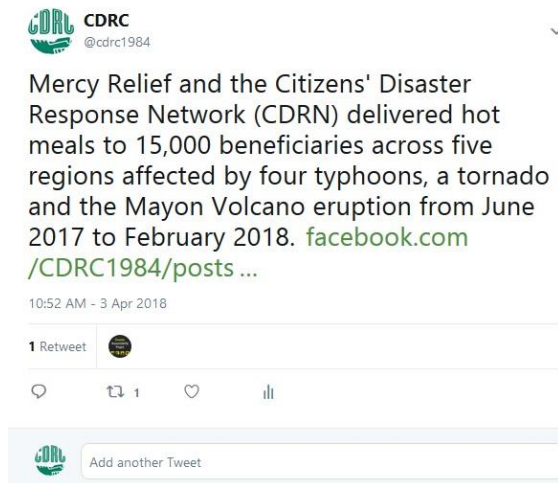 CDRC
CDRC
@cdrc1984
Mercy Relief and the Citizens' Disaster
Response Network (CDRN) delivered hot
meals to 15,000 beneficiaries across five
regions affected by four typhoons, a tornado
and the Mayon Volcano eruption from June
2017 to February 2018. facebook.com
/CDRC1984/posts ...
10:52 AM - 3 Apr 2018
1 Retweet
1
CDRC
Add another Tweet